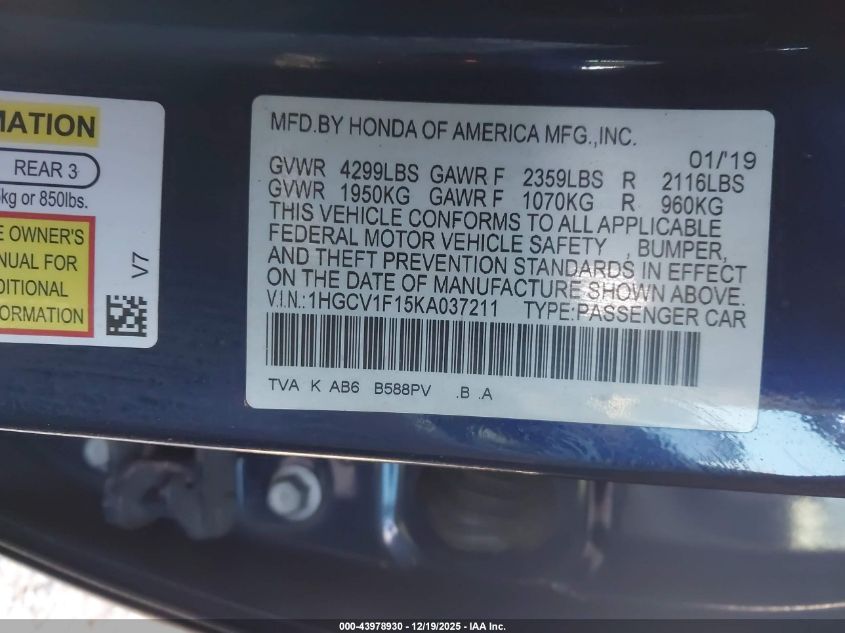 MATION
REAR 3
kg or 850lbs.
E OWNER'S
NUAL FOR
DITIONAL
FORMATION
V7
MFD.BY HONDA OF AMERICA MFG.,INC.
01/'19
GVWR 4299LBS GAWR F 2359LBS R 2116LBS
GVWR 1950KG GAWR F 1070KG R 960KG
THIS VEHICLE CONFORMS TO ALL APPLICABLE
FEDERAL MOTOR VEHICLE SAFETY , BUMPER,
AND THEFT PREVENTION STANDARDS IN EFFECT
ON THE DATE OF MANUFACTURE SHOWN ABOVE.
V.I.N.:1HGCV1F15KA037211 TYPE:PASSENGER CAR
TVA K AB6 B588PV .B .A
000-43978930 - 12/19/2025 - IAA Inc.